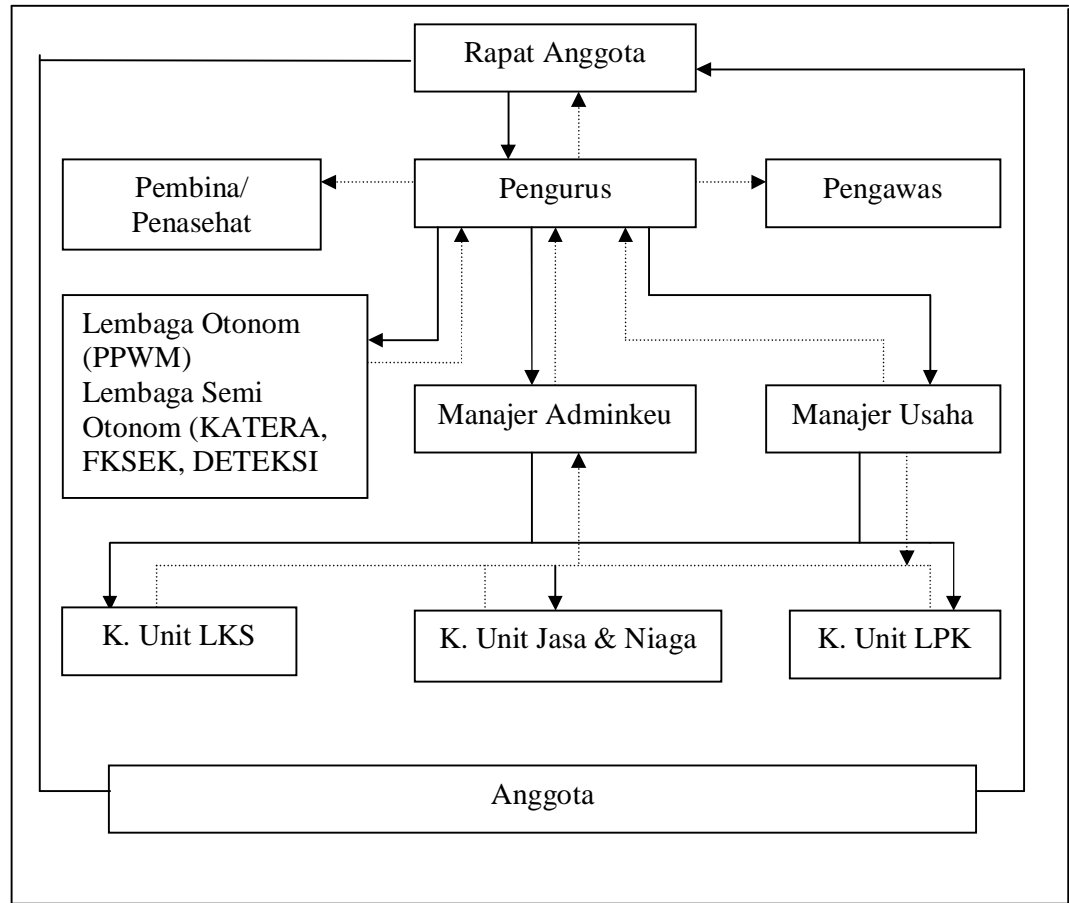 Rapat Anggota
Pembina/
Penasehat
Pengurus
Pengawas
Lembaga Otonom
(PPWM)
Lembaga Semi
Otonom (KATERA,
FKSEK, DETEKSI
Manajer Adminkeu
Manajer Usaha
K. Unit LKS
K. Unit Jasa & Niaga
K. Unit LPK
Anggota